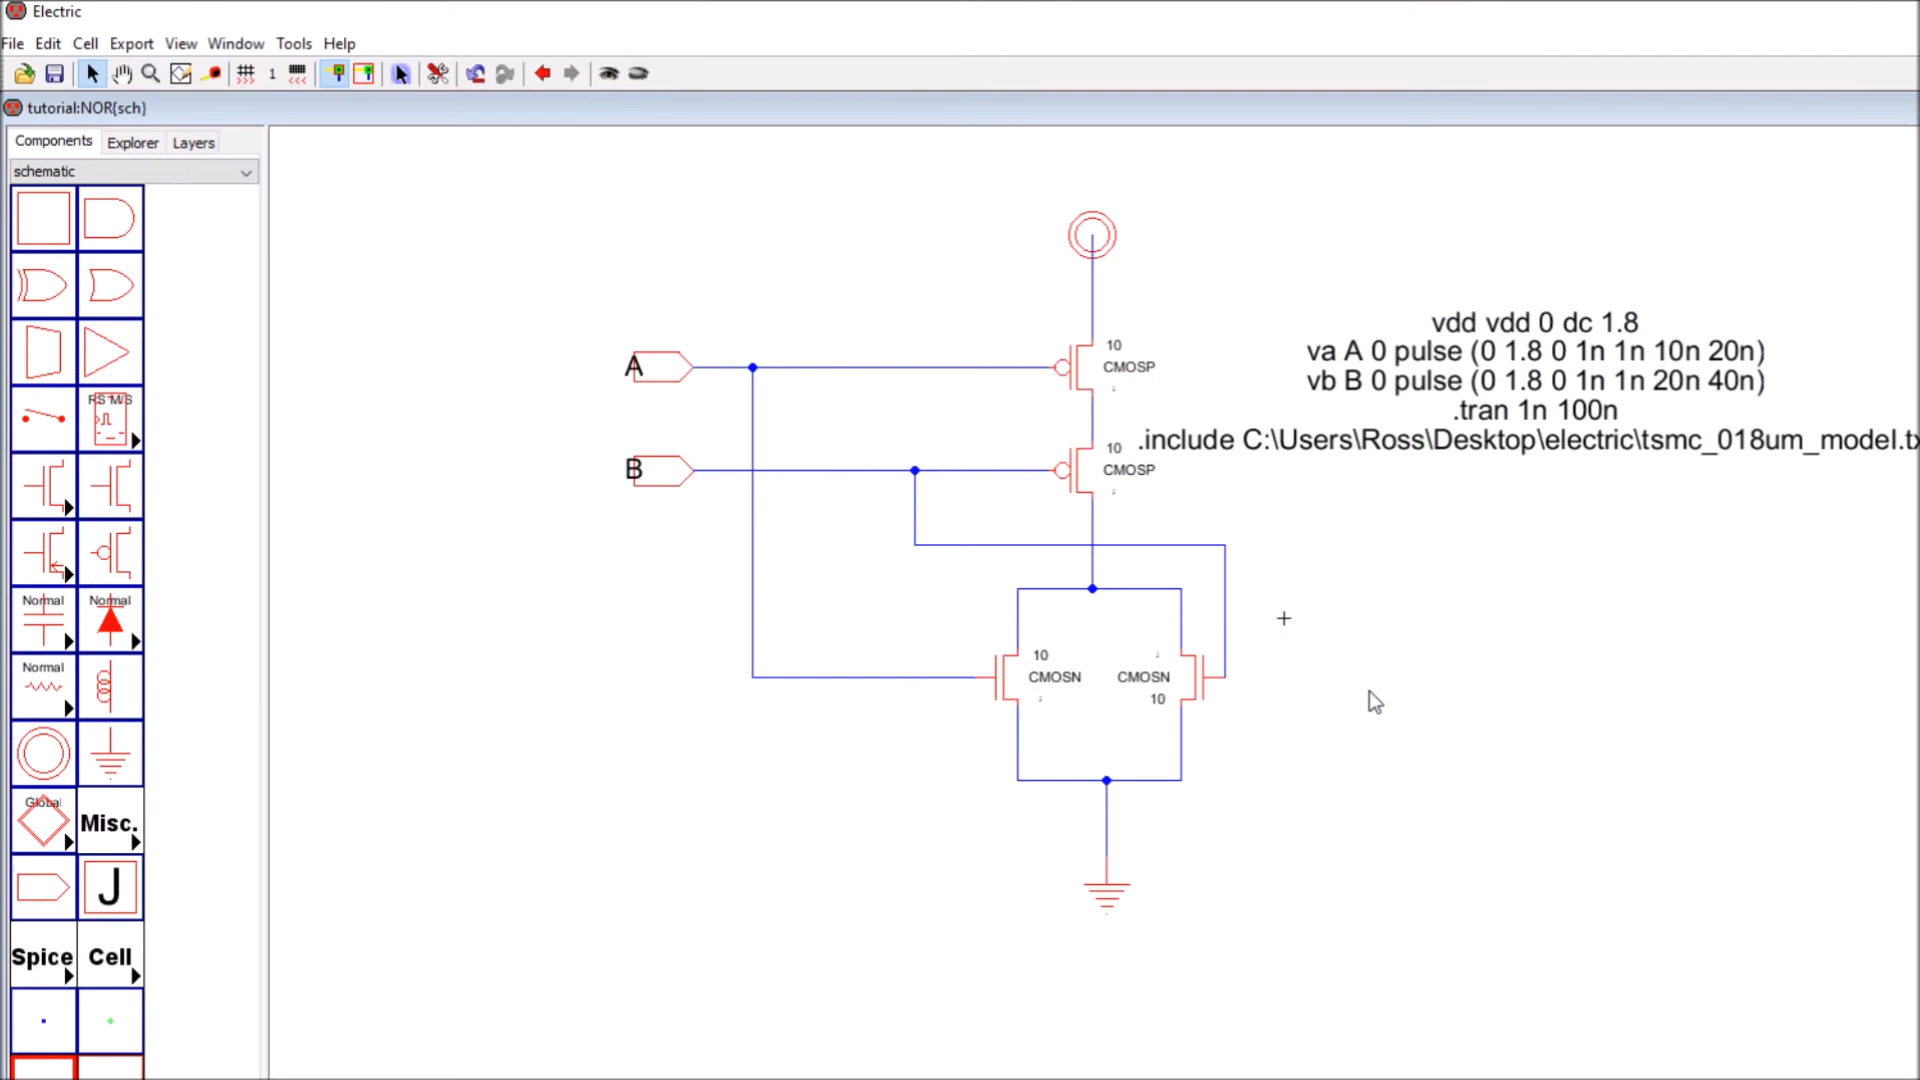 Electric
File Edit Cell Export View Window Tools Help
1
tutorial:NOR{sch}
Components Explorer Layers
schematic
RS M/S
Normal Normal
Normal
Global
Misc.
J
Spice Cell
A
B
10
CMOSP
10
CMOSP
10
CMOSN
CMOSN
10
vdd vdd 0 dc 1.8
va A 0 pulse (0 1.8 0 1n 1n 10n 20n)
vb B 0 pulse (0 1.8 0 1n 1n 20n 40n)
.tran 1n 100n
.include C:\Users\Ross\Desktop\electric\tsmc_018um_model.tx